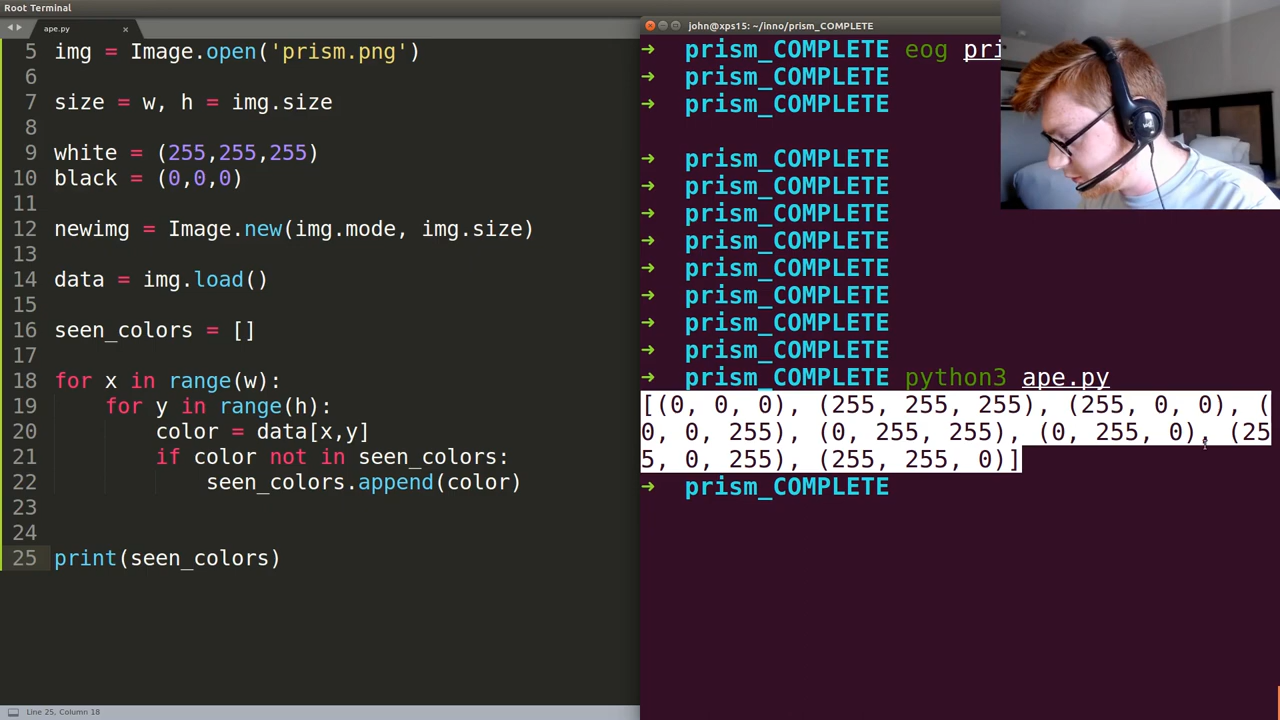 Root Terminal
ape.py
5 img = Image.open('prism.png')
6
7 size = w, h = img.size
8
9 white = (255,255,255)
10 black = (0,0,0)
11
12 newimg = Image.new(img.mode, img.size)
13
14 data = img.load()
15
16 seen_colors = []
17
18 for x in range(w):
19 for y in range(h):
20 color = data[x,y]
21 if color not in seen_colors:
22 seen_colors.append(color)
23
24
25 print(seen_colors)
Line 25, Column 18
john@xps15: ~/inno/prism_COMPLETE
➜ prism_COMPLETE eog pri
➜ prism_COMPLETE
➜ prism_COMPLETE
➜ prism_COMPLETE
➜ prism_COMPLETE
➜ prism_COMPLETE
➜ prism_COMPLETE
➜ prism_COMPLETE
➜ prism_COMPLETE
➜ prism_COMPLETE
➜ prism_COMPLETE
➜ prism_COMPLETE python3 ape.py
[(0, 0, 0), (255, 255, 255), (255, 0, 0), (
0, 0, 255), (0, 255, 255), (0, 255, 0), (25
5, 0, 255), (255, 255, 0)]
➜ prism_COMPLETE